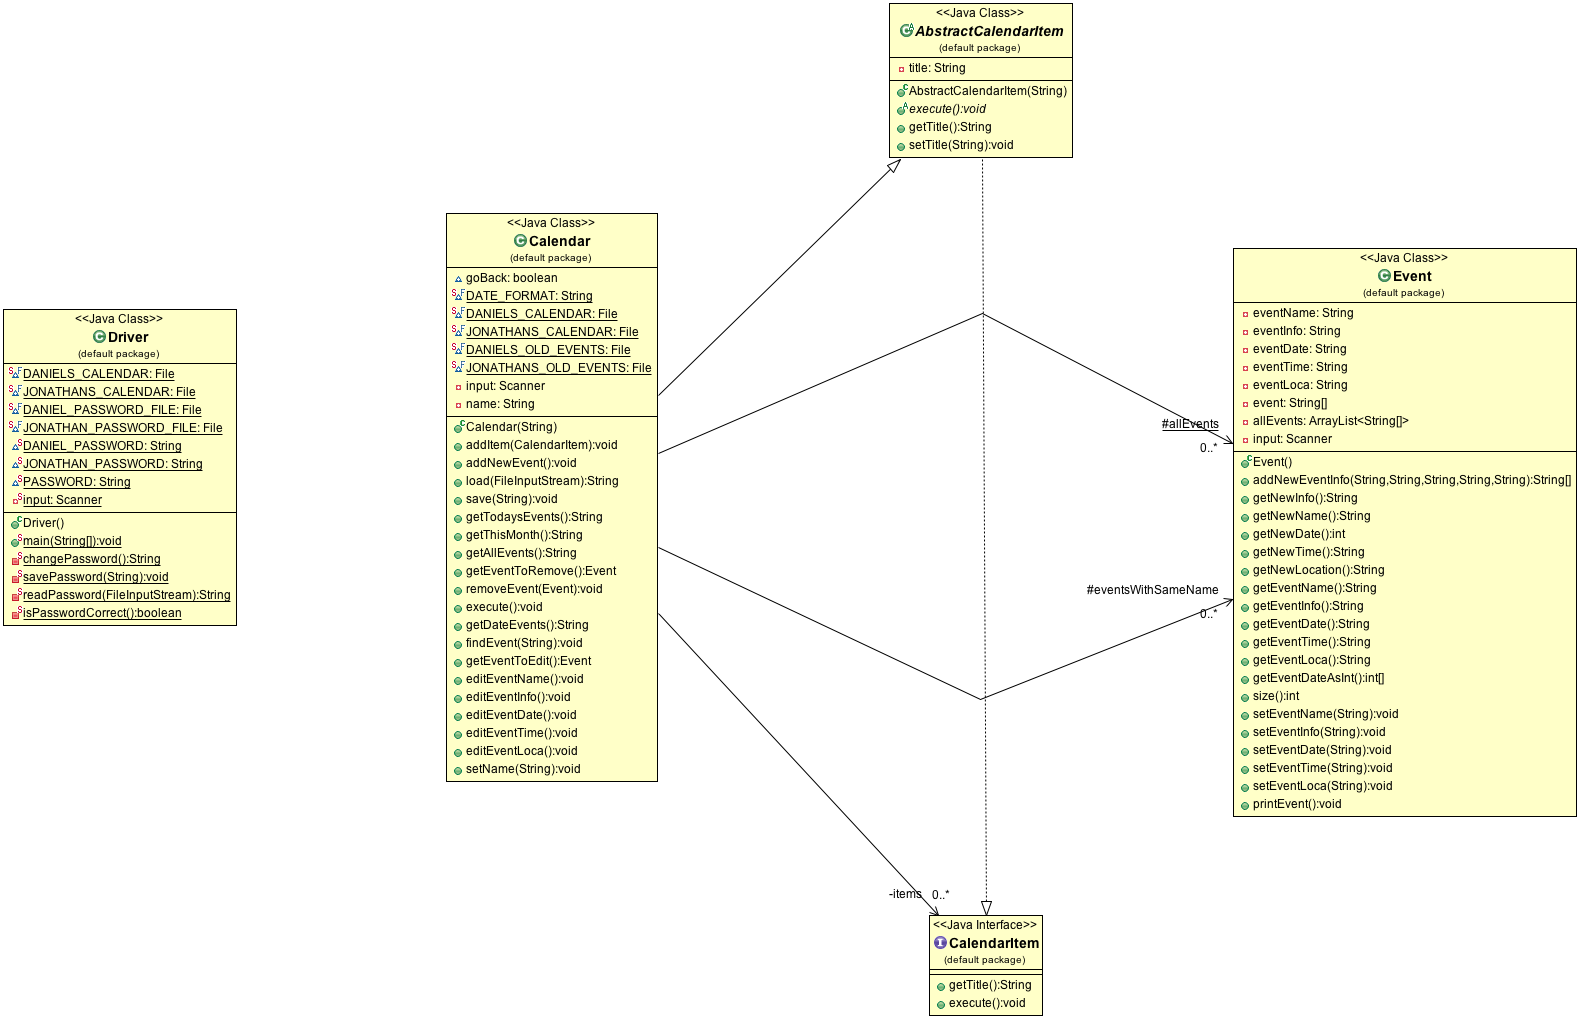 <<Java Class>>
AbstractCalendarItem
(default package)
title: String
AbstractCalendarItem(String)
execute():void
getTitle():String
setTitle(String):void
<<Java Class>>
Calendar
(default package)
goBack: boolean
DATE_FORMAT: String
DANIELS_CALENDAR: File
JONATHANS_CALENDAR: File
DANIELS_OLD_EVENTS: File
JONATHANS_OLD_EVENTS: File
input: Scanner
name: String
Calendar(String)
addItem(CalendarItem):void
addNewEvent():void
load(FileInputStream):String
save(String):void
getTodaysEvents():String
getThisMonth():String
getAllEvents():String
getEventToRemove():Event
removeEvent(Event):void
execute():void
getDateEvents():String
findEvent(String):void
getEventToEdit():Event
editEventName():void
editEventInfo():void
editEventDate():void
editEventTime():void
editEventLoca():void
setName(String):void
<<Java Class>>
Event
(default package)
eventName: String
eventInfo: String
eventDate: String
eventTime: String
eventLoca: String
event: String[]
allEvents: ArrayList<String[]>
input: Scanner
Event()
addNewEventInfo(String,String,String,String,String):String[]
getNewInfo():String
getNewName():String
getNewDate():int
getNewTime():String
getNewLocation():String
getEventName():String
getEventInfo():String
getEventDate():String
getEventTime():String
getEventLoca():String
getEventDateAsInt():int[]
size():int
setEventName(String):void
setEventInfo(String):void
setEventDate(String):void
setEventTime(String):void
setEventLoca(String):void
printEvent():void
<<Java Class>>
Driver
(default package)
DANIELS_CALENDAR: File
JONATHANS_CALENDAR: File
DANIEL_PASSWORD_FILE: File
JONATHAN_PASSWORD_FILE: File
DANIEL_PASSWORD: String
JONATHAN_PASSWORD: String
PASSWORD: String
input: Scanner
Driver()
main(String[]):void
changePassword():String
savePassword(String):void
readPassword(FileInputStream):String
isPasswordCorrect():boolean
#allEvents
0..*
#eventsWithSameName
0..*
-items 0..*
<<Java Interface>>
CalendarItem
(default package)
getTitle():String
execute():void